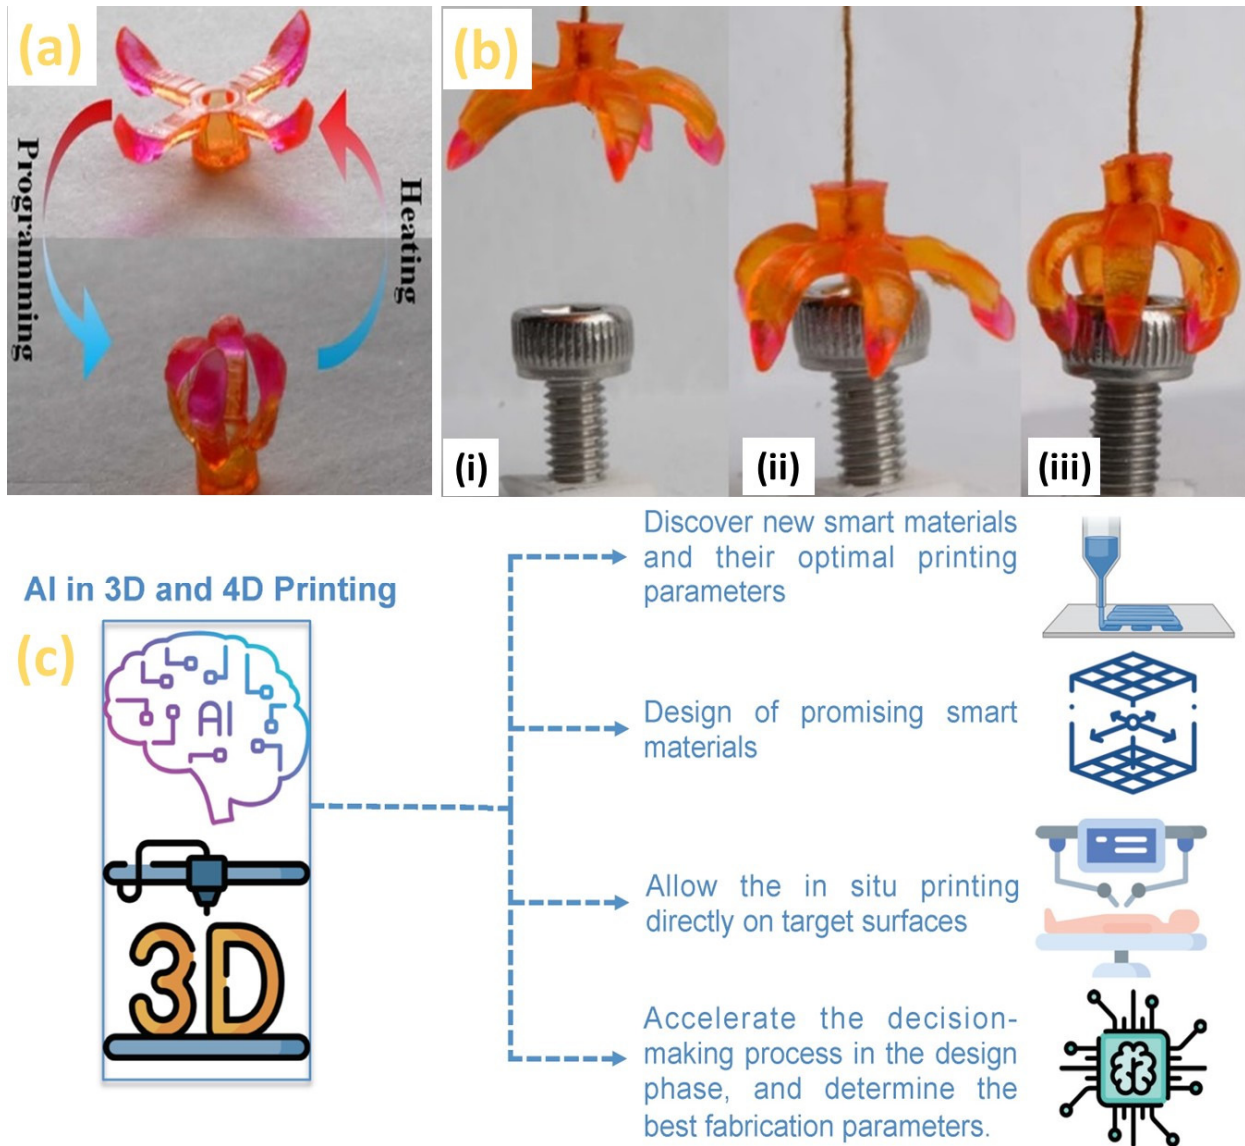 (a)
Programming
Heating
(b)
(i)
(ii)
(iii)
AI in 3D and 4D Printing
(c)
AI
3D
Discover new smart materials
and their optimal printing
parameters
Design of promising smart
materials
Allow the in situ printing
directly on target surfaces
Accelerate the decision-
making process in the design
phase, and determine the
best fabrication parameters.